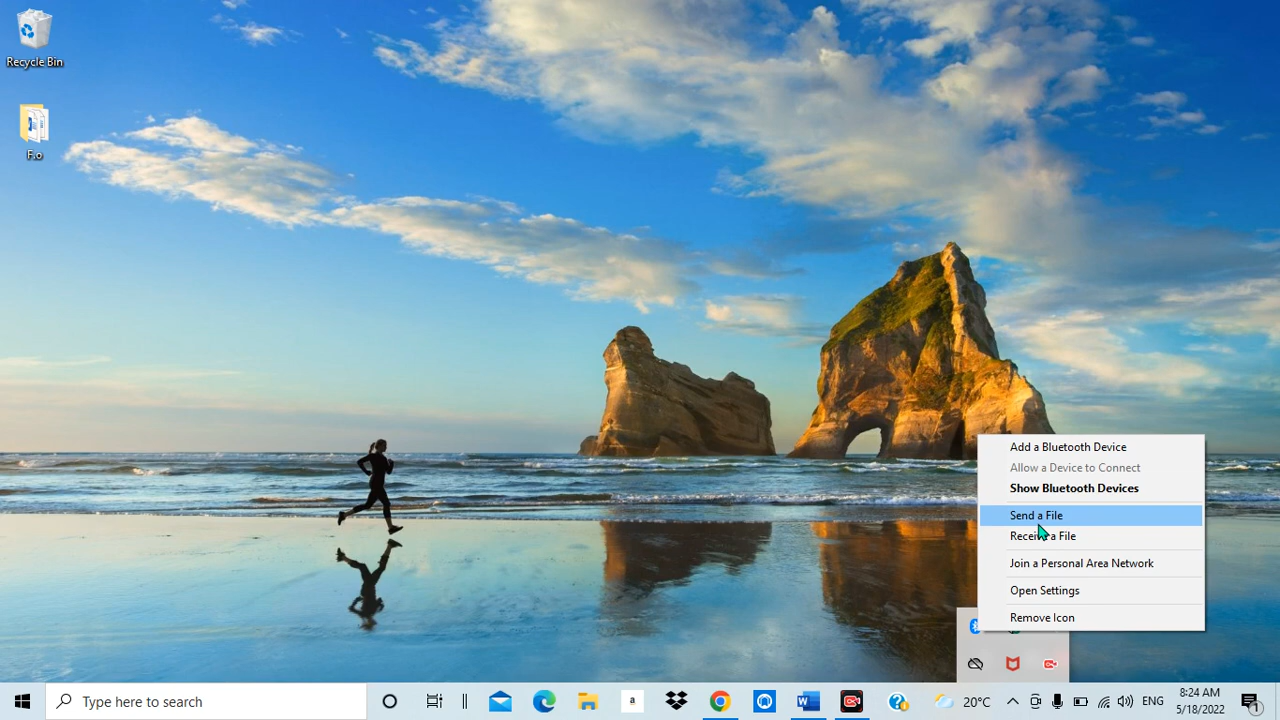 Recycle Bin
F.o
Add a Bluetooth Device
Allow a Device to Connect
Show Bluetooth Devices
Send a File
Receive a File
Join a Personal Area Network
Open Settings
Remove Icon
Type here to search
a
W
20°C
ENG
8:24 AM
5/18/2022
1